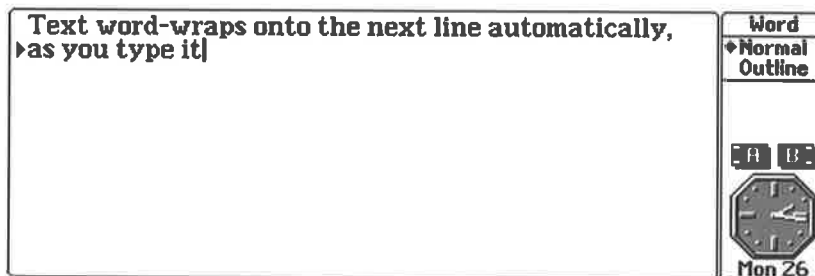 Text word-wraps onto the next line automatically,
as you type it
Word
Normal
Outline
A B
Mon 26